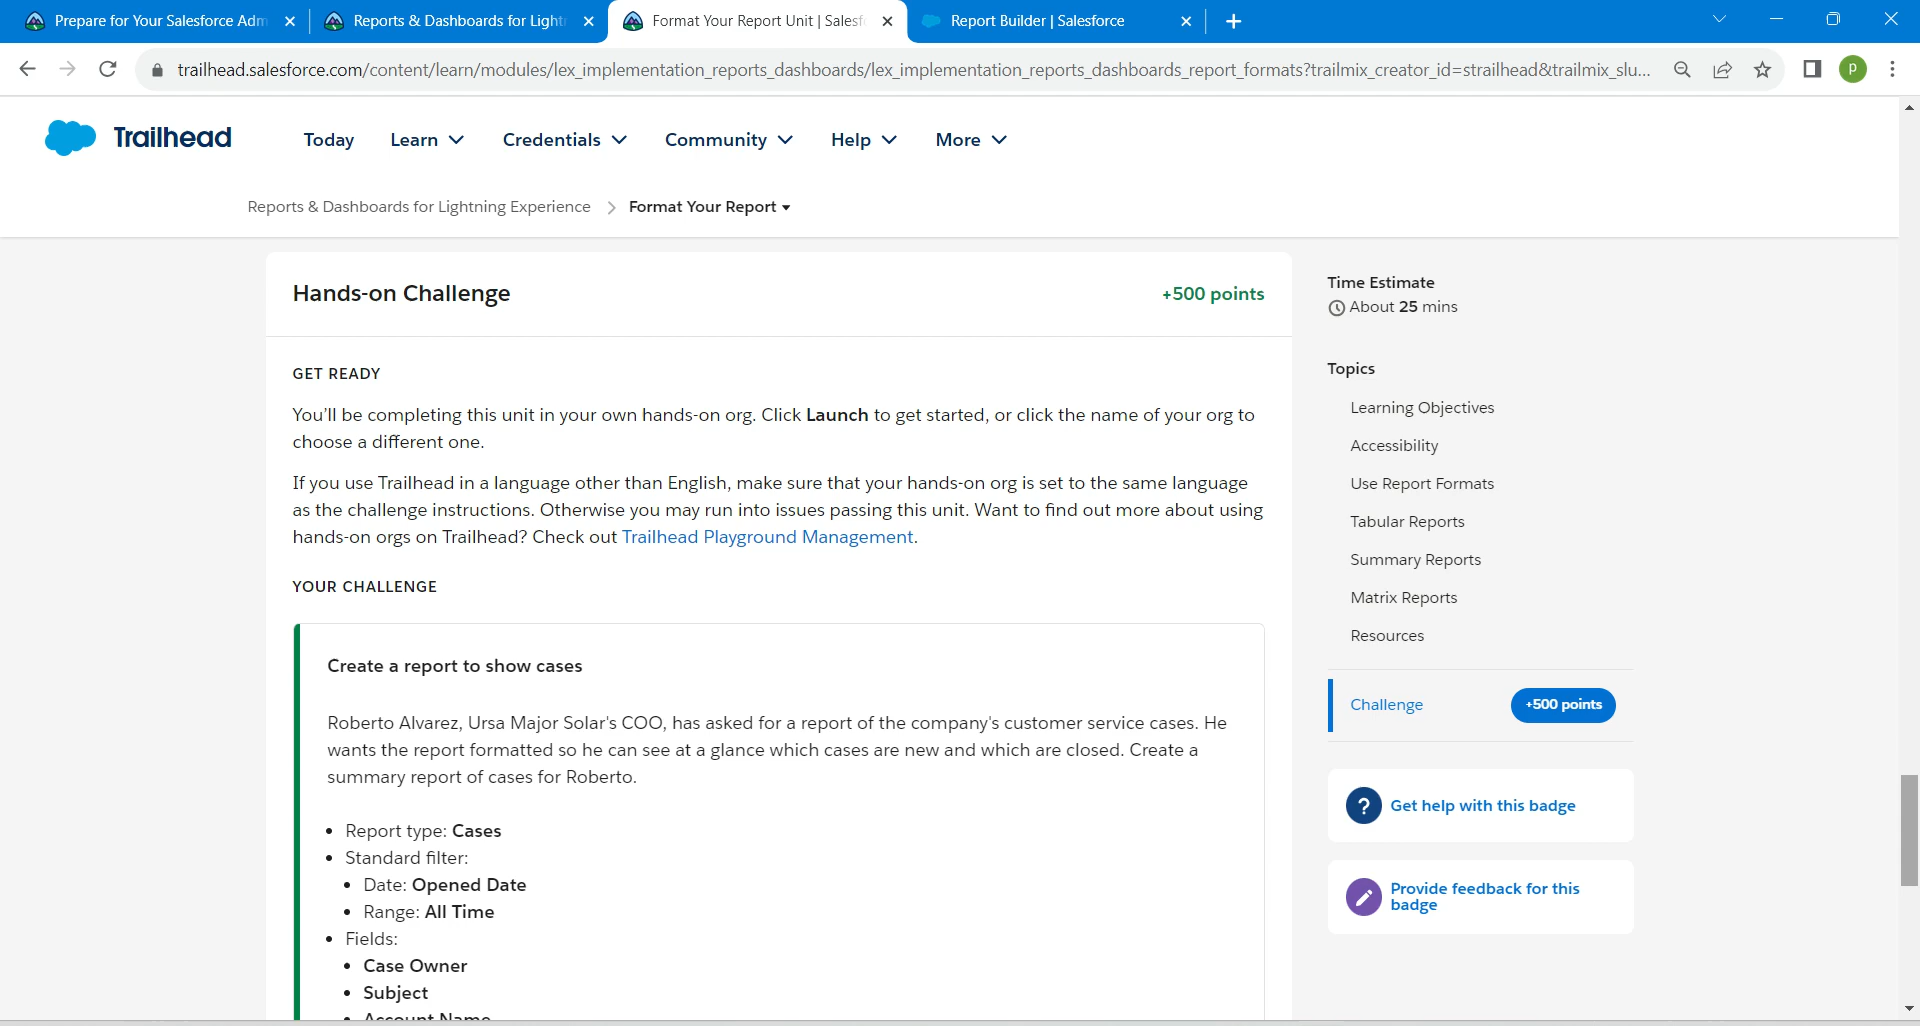 Prepare for Your Salesforce Adm
Reports & Dashboards for Light
Format Your Report Unit | Salesf
Report Builder | Salesforce
trailhead.salesforce.com/content/learn/modules/lex_implementation_reports_dashboards/lex_implementation_reports_dashboards_report_formats?trailmix_creator_id=strailhead&trailmix_slu...
P
Trailhead
Today
Learn
Credentials
Community
Help
More
Reports & Dashboards for Lightning Experience
Format Your Report
Hands-on Challenge
+500 points
GET READY
You'll be completing this unit in your own hands-on org. Click Launch to get started, or click the name of your org to
choose a different one.
If you use Trailhead in a language other than English, make sure that your hands-on org is set to the same language
as the challenge instructions. Otherwise you may run into issues passing this unit. Want to find out more about using
hands-on orgs on Trailhead? Check out Trailhead Playground Management.
YOUR CHALLENGE
Create a report to show cases
Roberto Alvarez, Ursa Major Solar's COO, has asked for a report of the company's customer service cases. He
wants the report formatted so he can see at a glance which cases are new and which are closed. Create a
summary report of cases for Roberto.
• Report type: Cases
• Standard filter:
• Date: Opened Date
• Range: All Time
• Fields:
• Case Owner
• Subject
• Account Name
Time Estimate
About 25 mins
Topics
Learning Objectives
Accessibility
Use Report Formats
Tabular Reports
Summary Reports
Matrix Reports
Resources
Challenge
+500 points
? Get help with this badge
Provide feedback for this
badge